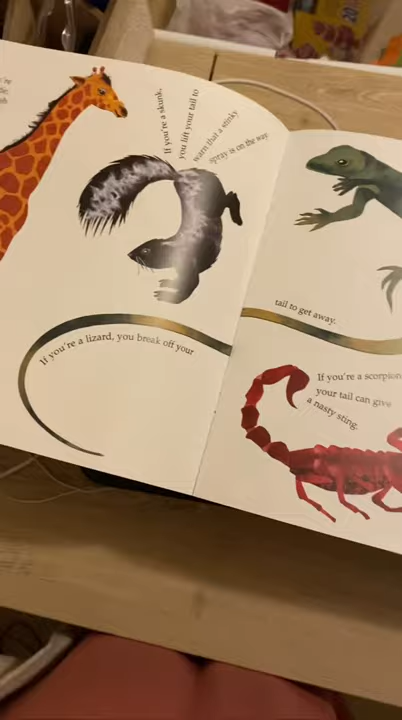 If you're a skunk,
you lift your tail to
warn that a stinky
spray is on the way.
If you're a lizard, you break off your
tail to get away.
If you're a scorpion
your tail can give
a nasty sting.